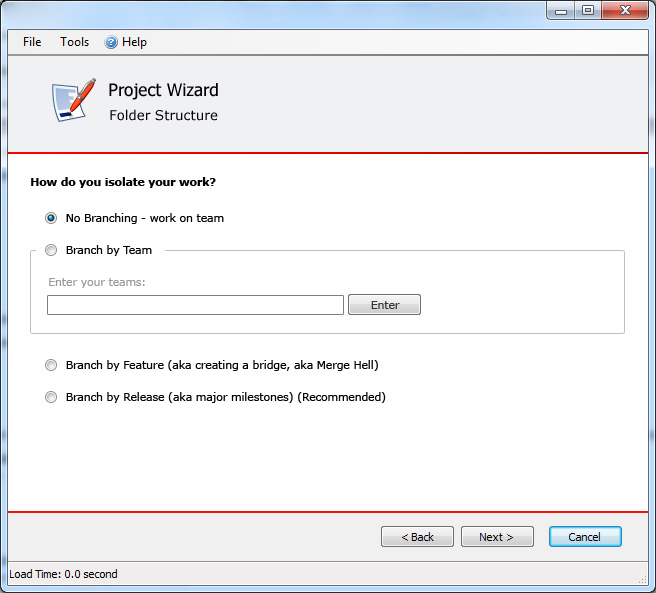 File Tools Help
Project Wizard
Folder Structure
How do you isolate your work?
No Branching - work on team
Branch by Team
Enter your teams:
Enter
Branch by Feature (aka creating a bridge, aka Merge Hell)
Branch by Release (aka major milestones) (Recommended)
< Back Next > Cancel
Load Time: 0.0 second